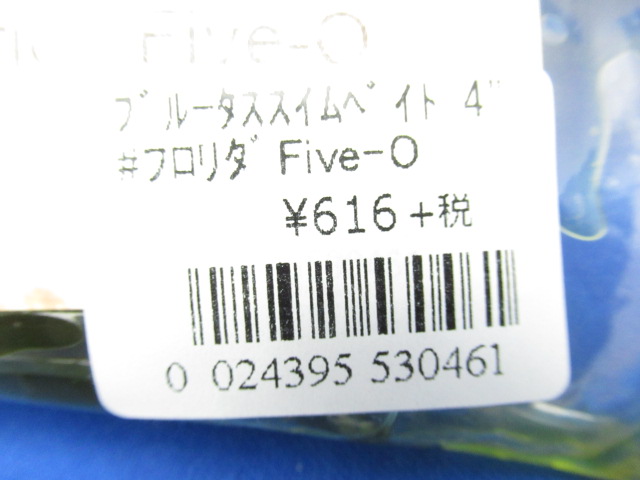 Five-O
ブルータススイムベイト 4"
#フロリダ Five-O
¥616+税
0 024395 530461